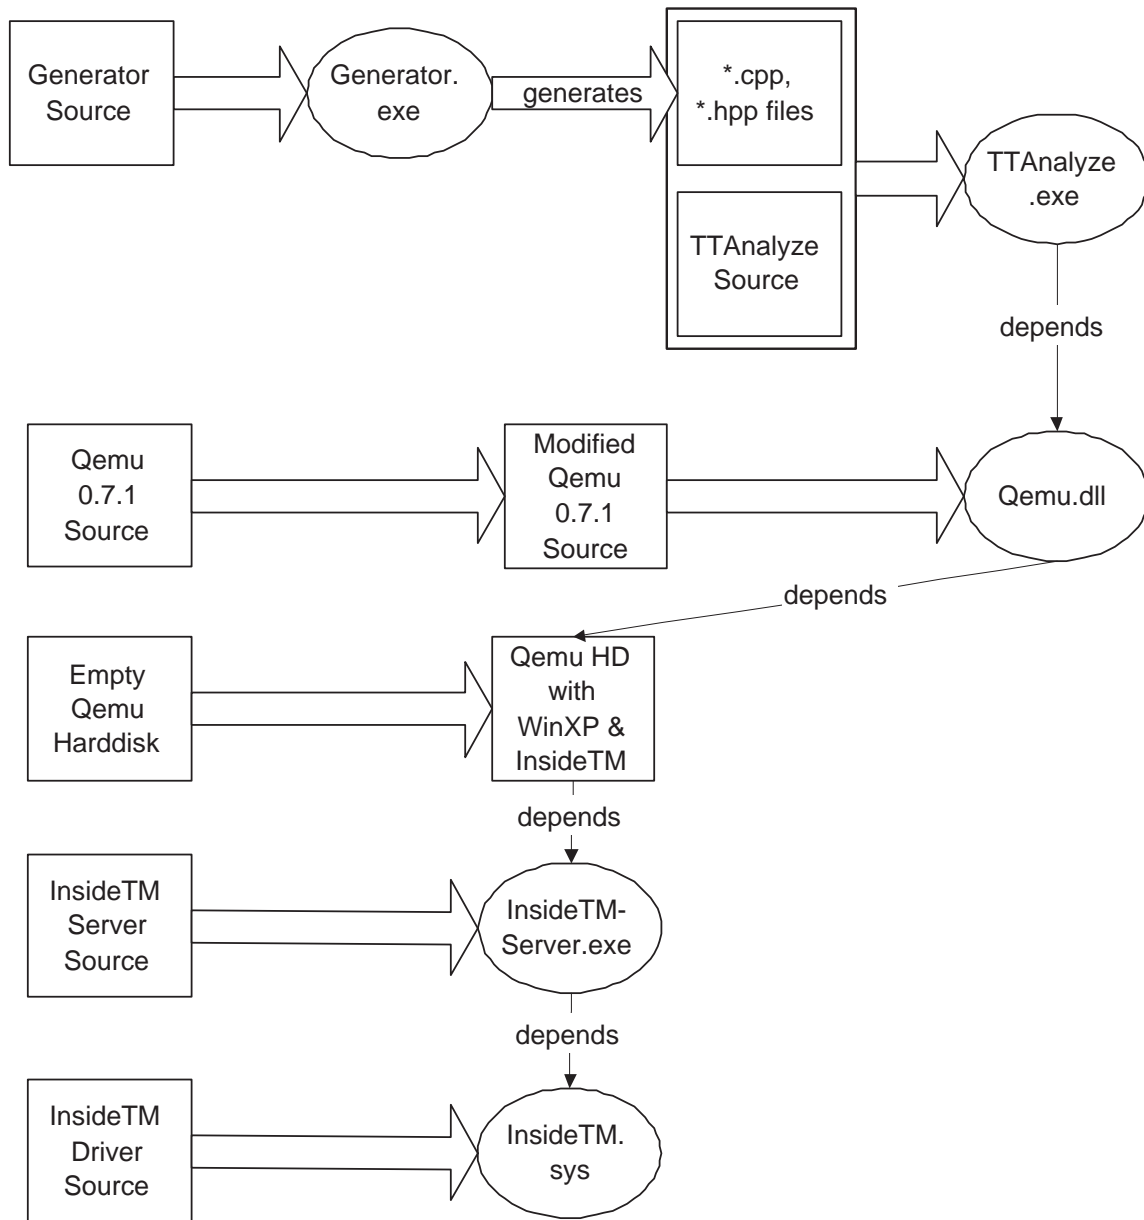 Generator
Source
Generator.
exe
generates
*.cpp,
*.hpp files
TTAnalyze
Source
TTAnalyze
.exe
depends
Qemu
0.7.1
Source
Modified
Qemu
0.7.1
Source
Qemu.dll
depends
Empty
Qemu
Harddisk
Qemu HD
with
WinXP &
InsideTM
depends
InsideTM
Server
Source
InsideTM-
Server.exe
depends
InsideTM
Driver
Source
InsideTM.
sys